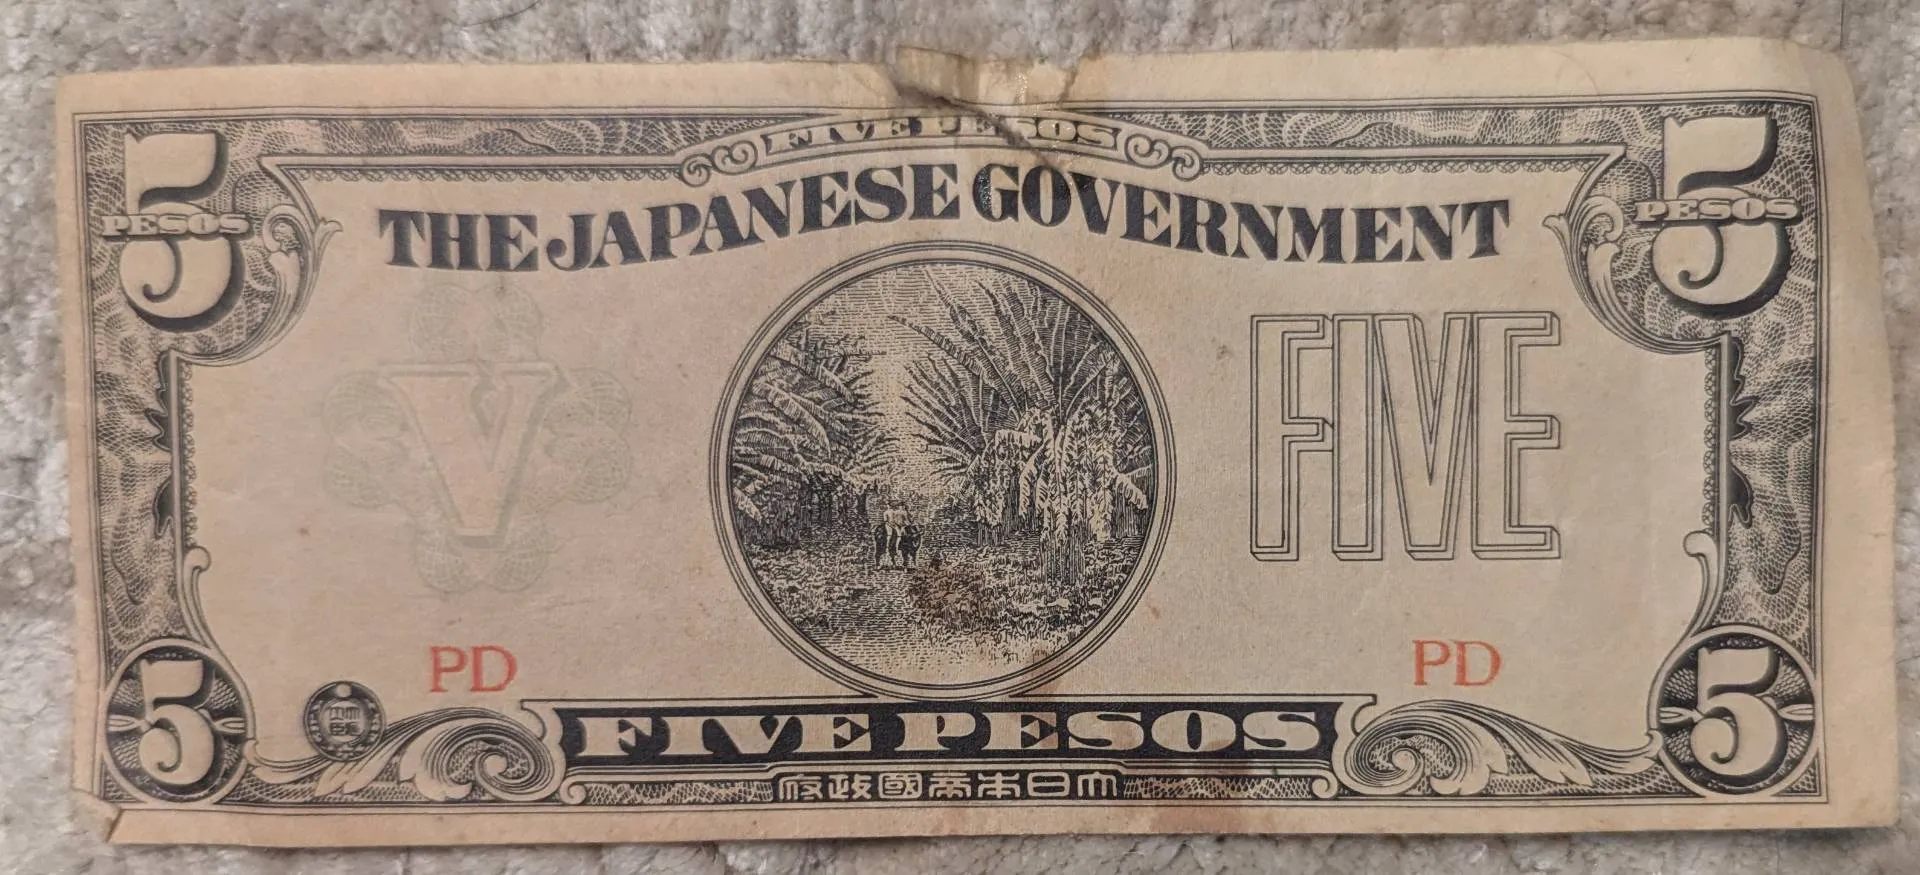 FIVE PESOS
5 PESOS
5 PESOS
THE JAPANESE GOVERNMENT
V
FIVE
PD
PD
5
FIVE PESOS
5
府政國帝本日大